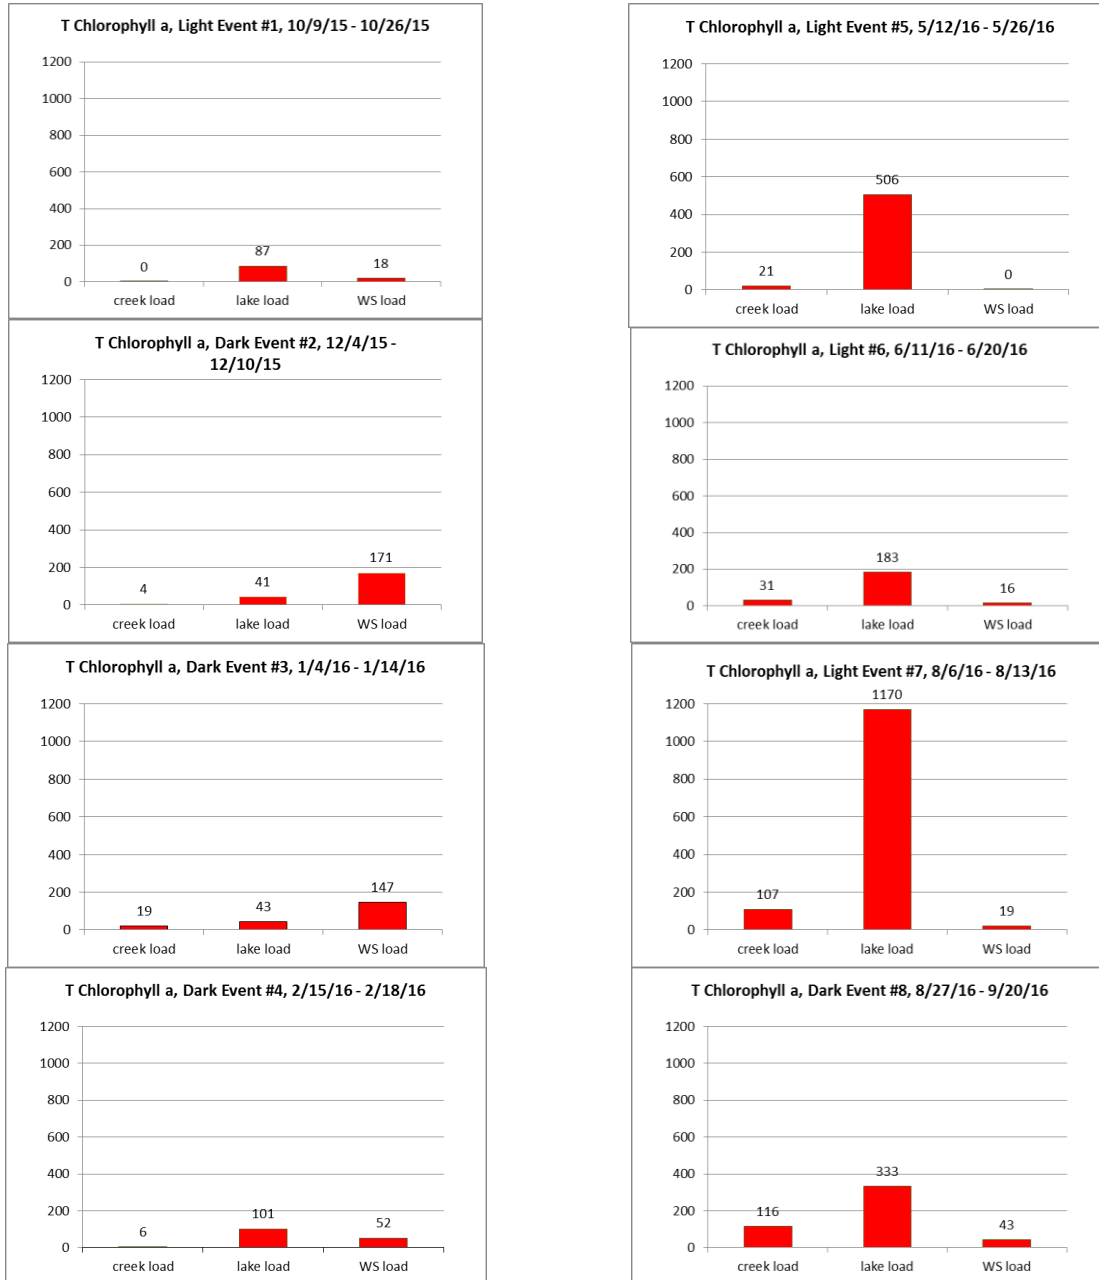 T Chlorophyll a, Light Event #1, 10/9/15 - 10/26/15
1200
1000
800
600
400
200
0
0
87
18
creek load
lake load
WS load
T Chlorophyll a, Dark Event #2, 12/4/15 -
12/10/15
1200
1000
800
600
400
200
0
4
41
171
creek load
lake load
WS load
T Chlorophyll a, Dark Event #3, 1/4/16 - 1/14/16
1200
1000
800
600
400
200
0
19
43
147
creek load
lake load
WS load
T Chlorophyll a, Dark Event #4, 2/15/16 - 2/18/16
1200
1000
800
600
400
200
0
6
101
52
creek load
lake load
WS load
T Chlorophyll a, Light Event #5, 5/12/16 - 5/26/16
1200
1000
800
600
400
200
0
21
506
0
creek load
lake load
WS load
T Chlorophyll a, Light #6, 6/11/16 - 6/20/16
1200
1000
800
600
400
200
0
31
183
16
creek load
lake load
WS load
T Chlorophyll a, Light Event #7, 8/6/16 - 8/13/16
1200
1000
800
600
400
200
0
107
1170
19
creek load
lake load
WS load
T Chlorophyll a, Dark Event #8, 8/27/16 - 9/20/16
1200
1000
800
600
400
200
0
116
333
43
creek load
lake load
WS load